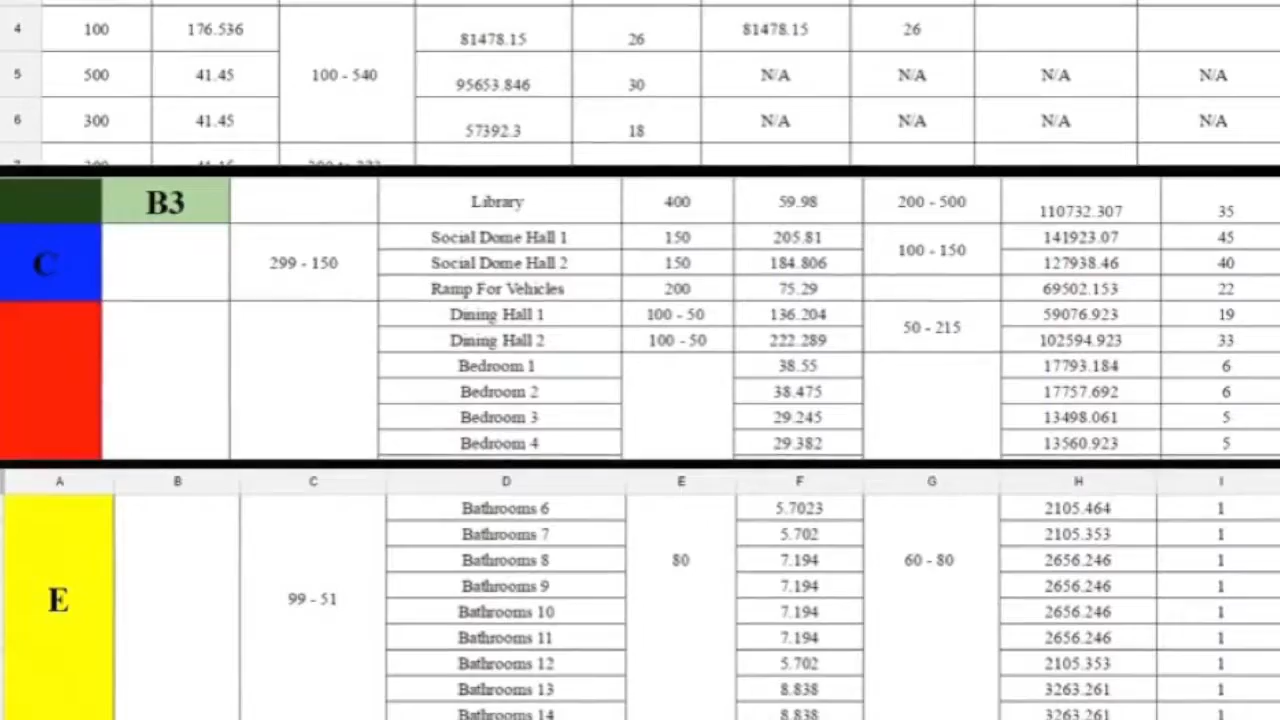 4 100 176.536 81478.15 26 81478.15 26
5 500 41.45 100 - 540 95653.846 30 N/A N/A N/A N/A
6 300 41.45 57392.3 18 N/A N/A N/A N/A
B3 Library 400 59.98 200 - 500 110732.307 35
Social Dome Hall 1 150 205.81 141923.07 45
C 299 - 150 Social Dome Hall 2 150 184.806 100 - 150 127938.46 40
Ramp For Vehicles 200 75.29 69502.153 22
Dining Hall 1 100 - 50 136.204 59076.923 19
Dining Hall 2 100 - 50 222.289 50 - 215 102594.923 33
Bedroom 1 38.55 17793.184 6
Bedroom 2 38.475 17757.692 6
Bedroom 3 29.245 13498.061 5
Bedroom 4 29.382 13560.923 5
A B C D E F G H I
Bathrooms 6 5.7023 2105.464 1
Bathrooms 7 5.702 2105.353 1
Bathrooms 8 80 7.194 60 - 80 2656.246 1
Bathrooms 9 7.194 2656.246 1
E 99 - 51 Bathrooms 10 7.194 2656.246 1
Bathrooms 11 7.194 2656.246 1
Bathrooms 12 5.702 2105.353 1
Bathrooms 13 8.838 3263.261 1
Bathrooms 14 8.838 3263.261 1